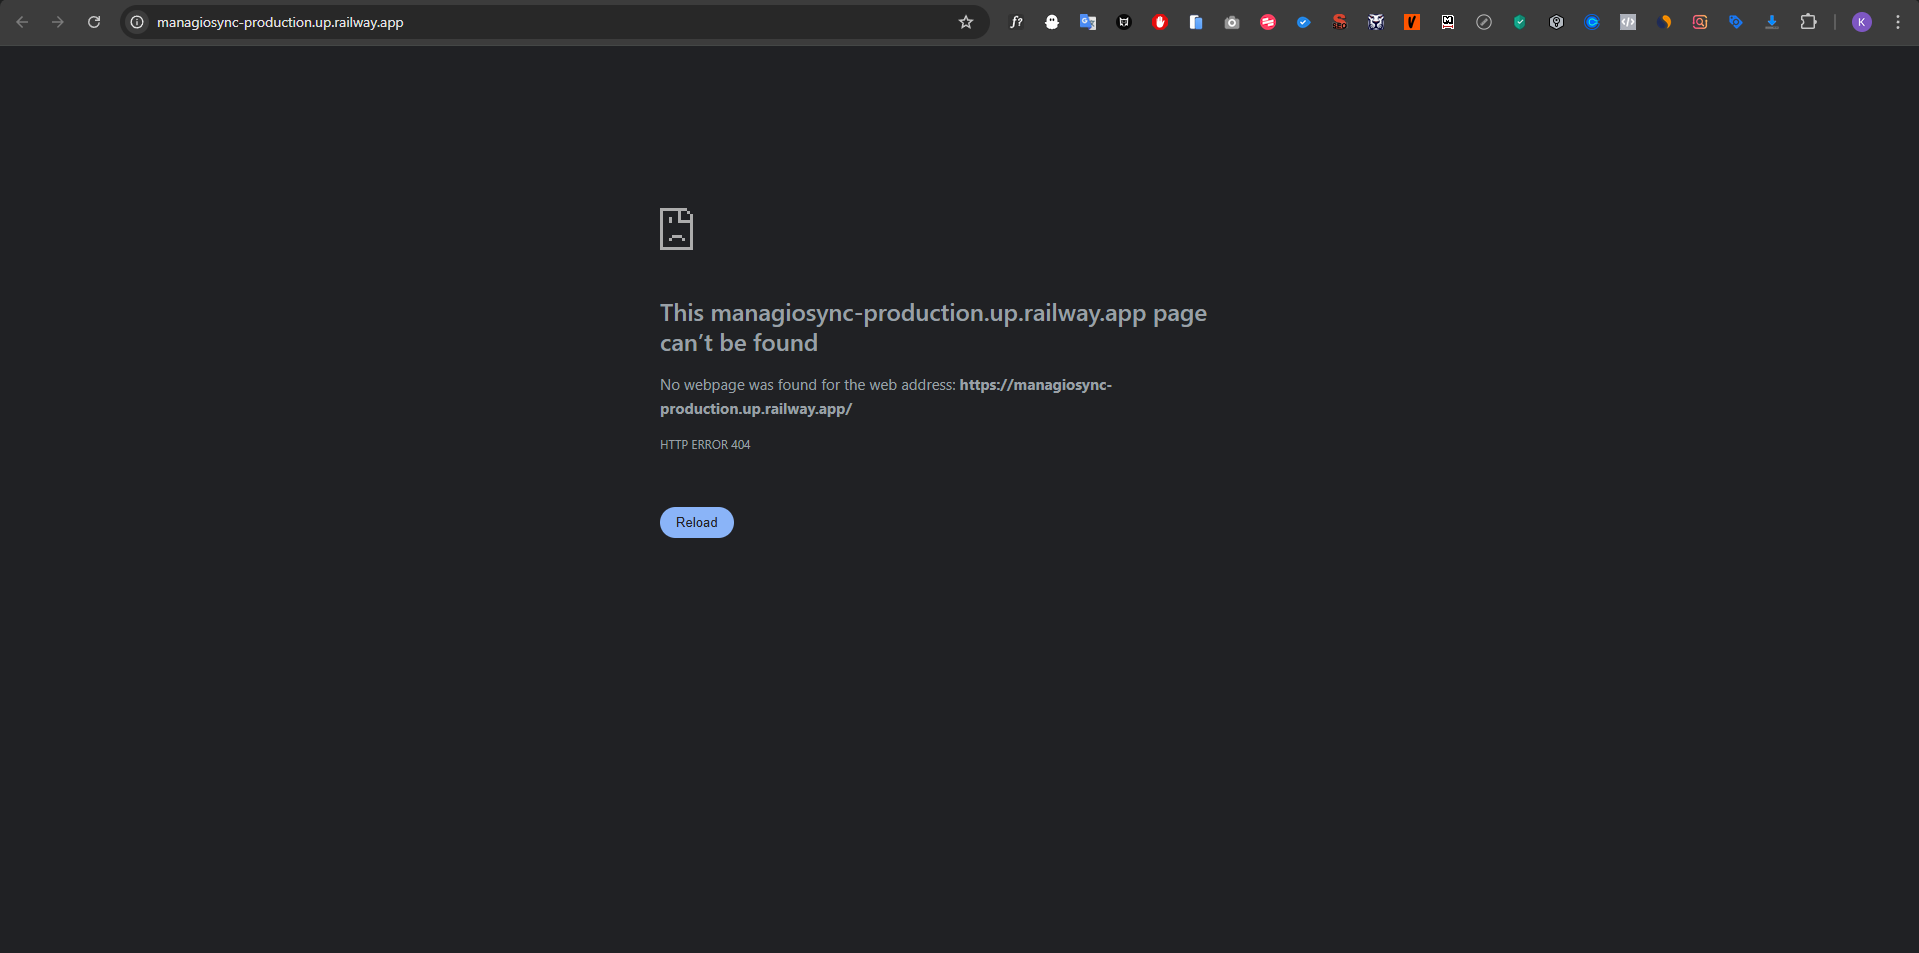 managiosync-production.up.railway.app
f?
K
This managiosync-production.up.railway.app page
can’t be found
No webpage was found for the web address: https://managiosync-
production.up.railway.app/
HTTP ERROR 404
Reload